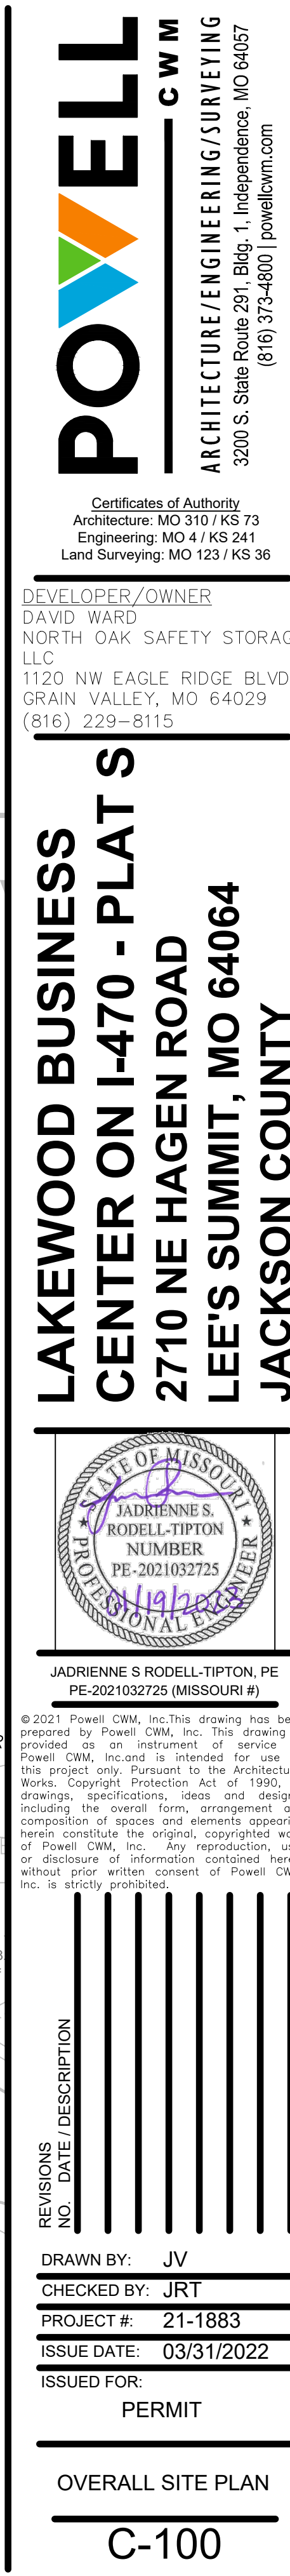 POWELL
CWM
ARCHITECTURE/ENGINEERING/SURVEYING
3200 S. State Route 291, Bldg. 1, Independence, MO 64057
(816) 373-4800 | powellcwm.com
Certificates of Authority
Architecture: MO 310 / KS 73
Engineering: MO 4 / KS 241
Land Surveying: MO 123 / KS 36
DEVELOPER/OWNER
DAVID WARD
NORTH OAK SAFETY STORAG
LLC
1120 NW EAGLE RIDGE BLVD
GRAIN VALLEY, MO 64029
(816) 229-8115
LAKEWOOD BUSINESS
CENTER ON I-470 - PLAT S
2710 NE HAGEN ROAD
LEE'S SUMMIT, MO 64064
JACKSON COUNTY
STATE OF MISSOURI
JADRIENNE S.
RODELL-TIPTON
NUMBER
PE-2021032725
01/19/2023
PROFESSIONAL ENGINEER
JADRIENNE S RODELL-TIPTON, PE
PE-2021032725 (MISSOURI #)
© 2021 Powell CWM, Inc.This drawing has be
prepared by Powell CWM, Inc. This drawing
provided as an instrument of service
Powell CWM, Inc.and is intended for use
this project only. Pursuant to the Architectu
Works. Copyright Protection Act of 1990,
drawings, specifications, ideas and design
including the overall form, arrangement a
composition of spaces and elements appeari
herein constitute the original, copyrighted wo
of Powell CWM, Inc. Any reproduction, us
or disclosure of information contained here
without prior written consent of Powell CW
Inc. is strictly prohibited.
REVISIONS
NO. DATE / DESCRIPTION
DRAWN BY: JV
CHECKED BY: JRT
PROJECT #: 21-1883
ISSUE DATE: 03/31/2022
ISSUED FOR:
PERMIT
OVERALL SITE PLAN
C-100